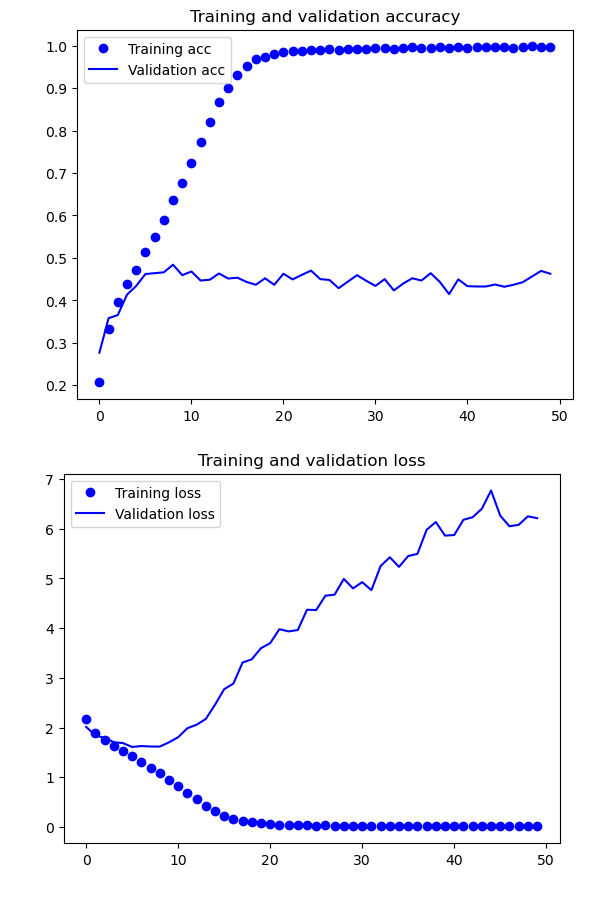 Training and validation accuracy
Training acc
Validation acc
1.0
0.9
0.8
0.7
0.6
0.5
0.4
0.3
0.2
0 10 20 30 40 50
Training and validation loss
Training loss
Validation loss
7
6
5
4
3
2
1
0
0 10 20 30 40 50